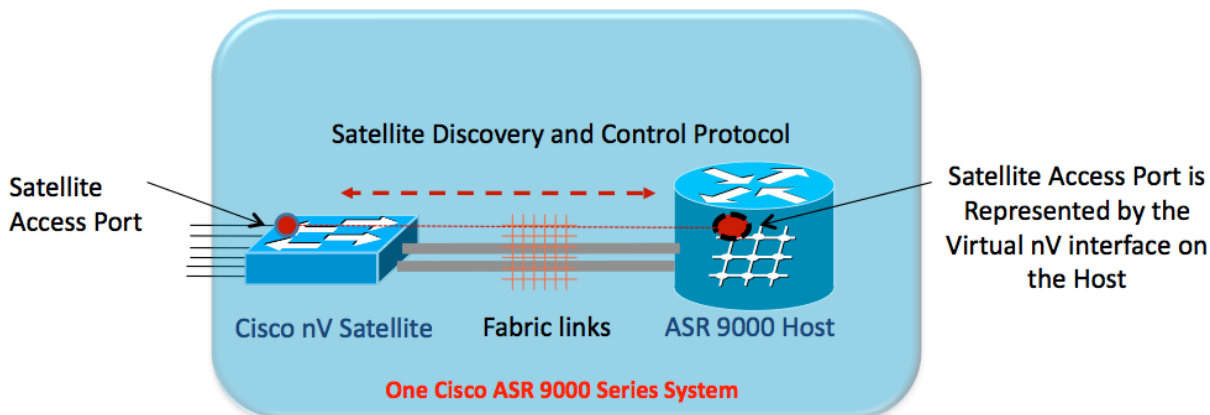 Satellite Discovery and Control Protocol
Satellite
Access Port
Satellite Access Port is
Represented by the
Virtual nV interface on
the Host
Cisco nV Satellite
Fabric links
ASR 9000 Host
One Cisco ASR 9000 Series System